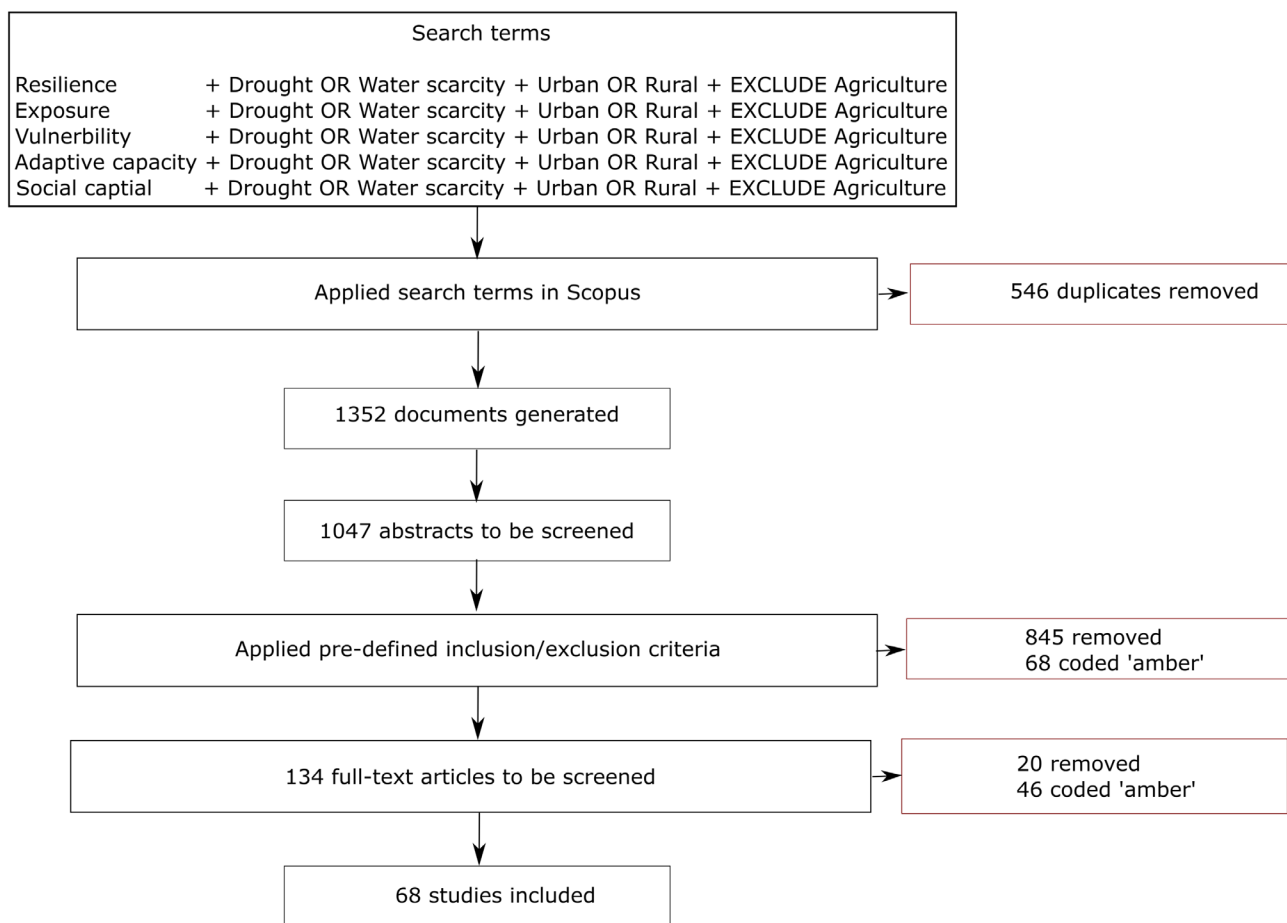 Search terms
Resilience + Drought OR Water scarcity + Urban OR Rural + EXCLUDE Agriculture
Exposure + Drought OR Water scarcity + Urban OR Rural + EXCLUDE Agriculture
Vulnerbility + Drought OR Water scarcity + Urban OR Rural + EXCLUDE Agriculture
Adaptive capacity + Drought OR Water scarcity + Urban OR Rural + EXCLUDE Agriculture
Social captial + Drought OR Water scarcity + Urban OR Rural + EXCLUDE Agriculture
Applied search terms in Scopus
546 duplicates removed
1352 documents generated
1047 abstracts to be screened
Applied pre-defined inclusion/exclusion criteria
845 removed
68 coded 'amber'
134 full-text articles to be screened
20 removed
46 coded 'amber'
68 studies included